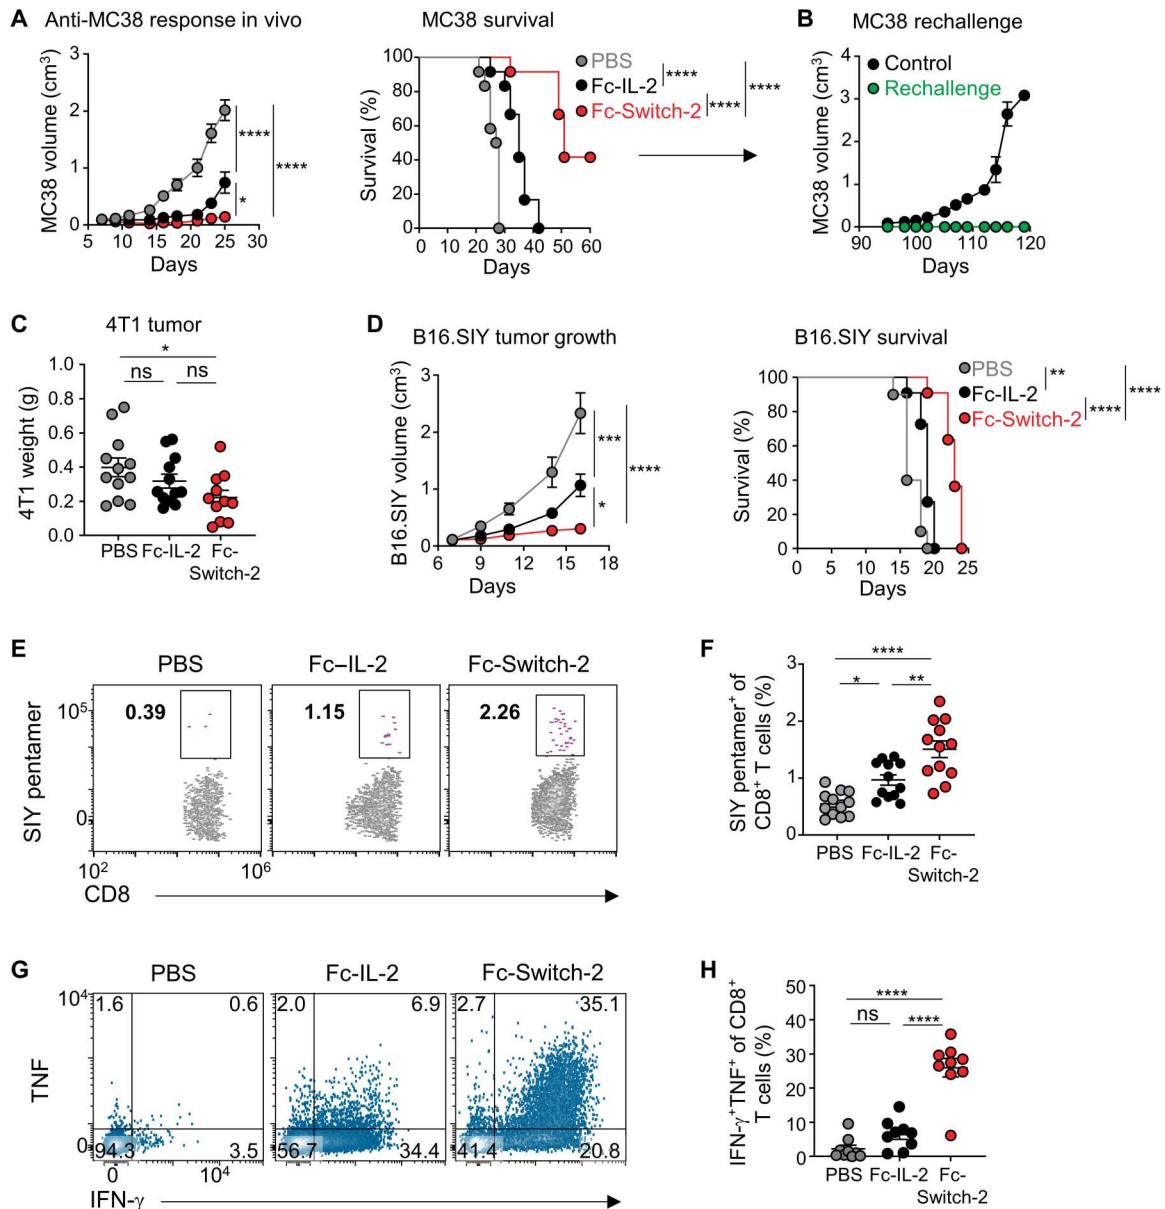 A Anti-MC38 response in vivo
MC38 survival
B MC38 rechallenge
MC38 volume (cm³)
3
2
1
0
5 10 15 20 25 30
Days
****
****
*
Survival (%)
100
80
60
40
20
0
0 10 20 30 40 50 60
Days
PBS
Fc-IL-2
Fc-Switch-2
****
****
****
MC38 volume (cm³)
4
3
2
1
0
90 100 110 120
Days
Control
Rechallenge
C 4T1 tumor
4T1 weight (g)
1.0
0.8
0.6
0.4
0.2
0.0
*
ns ns
PBS Fc-IL-2 Fc-
Switch-2
D B16.SIY tumor growth
B16.SIY volume (cm³)
3
2
1
0
6 9 12 15 18
Days
***
****
*
B16.SIY survival
Survival (%)
100
80
60
40
20
0
0 5 10 15 20 25
Days
PBS
Fc-IL-2
Fc-Switch-2
**
****
****
E
PBS Fc–IL-2 Fc-Switch-2
SIY pentamer
10⁵
0
0.39 1.15 2.26
10² 10⁶
CD8
F
SIY pentamer⁺ of
CD8⁺ T cells (%)
3
2
1
0
****
* **
PBS Fc-IL-2 Fc-
Switch-2
G
PBS Fc-IL-2 Fc-Switch-2
TNF
10⁴
0
1.6 0.6 2.0 6.9 2.7 35.1
94.3 3.5 56.7 34.4 41.4 20.8
0 10⁴
IFN-γ
H
IFN-γ⁺TNF⁺ of CD8⁺
T cells (%)
50
40
30
20
10
0
****
ns ****
PBS Fc-IL-2 Fc-
Switch-2